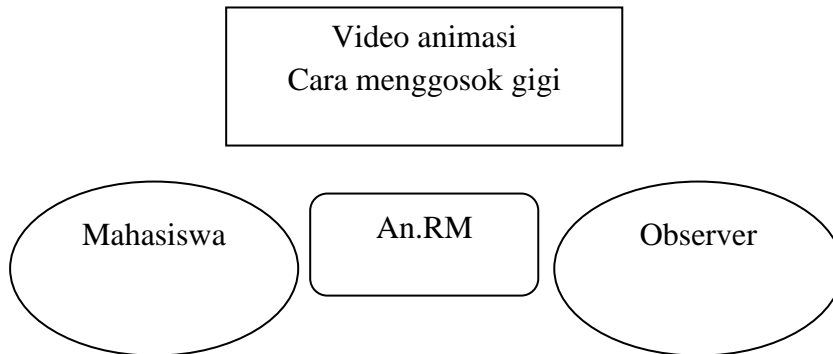 Video animasi
Cara menggosok gigi
Mahasiswa
An.RM
Observer